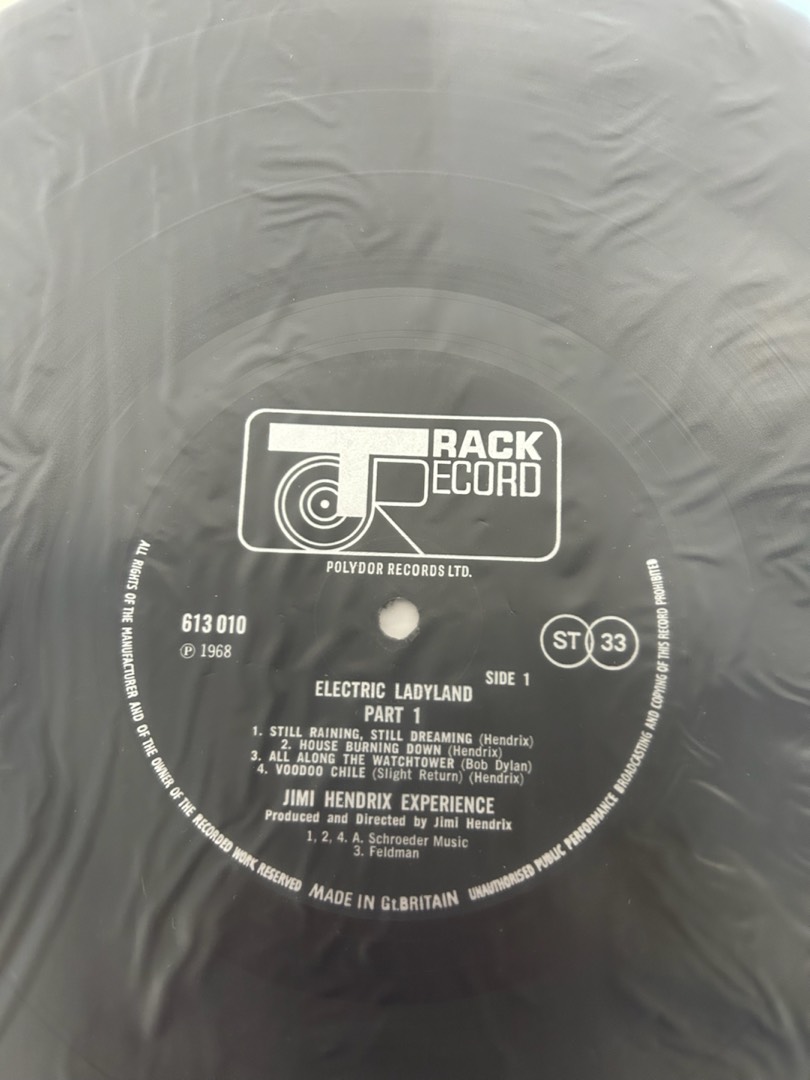 TRACK
RECORD
POLYDOR RECORDS LTD.
613 010
℗ 1968
ST 33
SIDE 1
ELECTRIC LADYLAND
PART 1
1. STILL RAINING, STILL DREAMING (Hendrix)
2. HOUSE BURNING DOWN (Hendrix)
3. ALL ALONG THE WATCHTOWER (Bob Dylan)
4. VOODOO CHILE (Slight Return) (Hendrix)
JIMI HENDRIX EXPERIENCE
Produced and Directed by Jimi Hendrix
1, 2, 4. A. Schroeder Music
3. Feldman
ALL RIGHTS OF THE MANUFACTURER AND OF THE OWNER OF THE RECORDED WORK RESERVED MADE IN Gt.BRITAIN UNAUTHORISED PUBLIC PERFORMANCE BROADCASTING AND COPYING OF THIS RECORD PROHIBITED